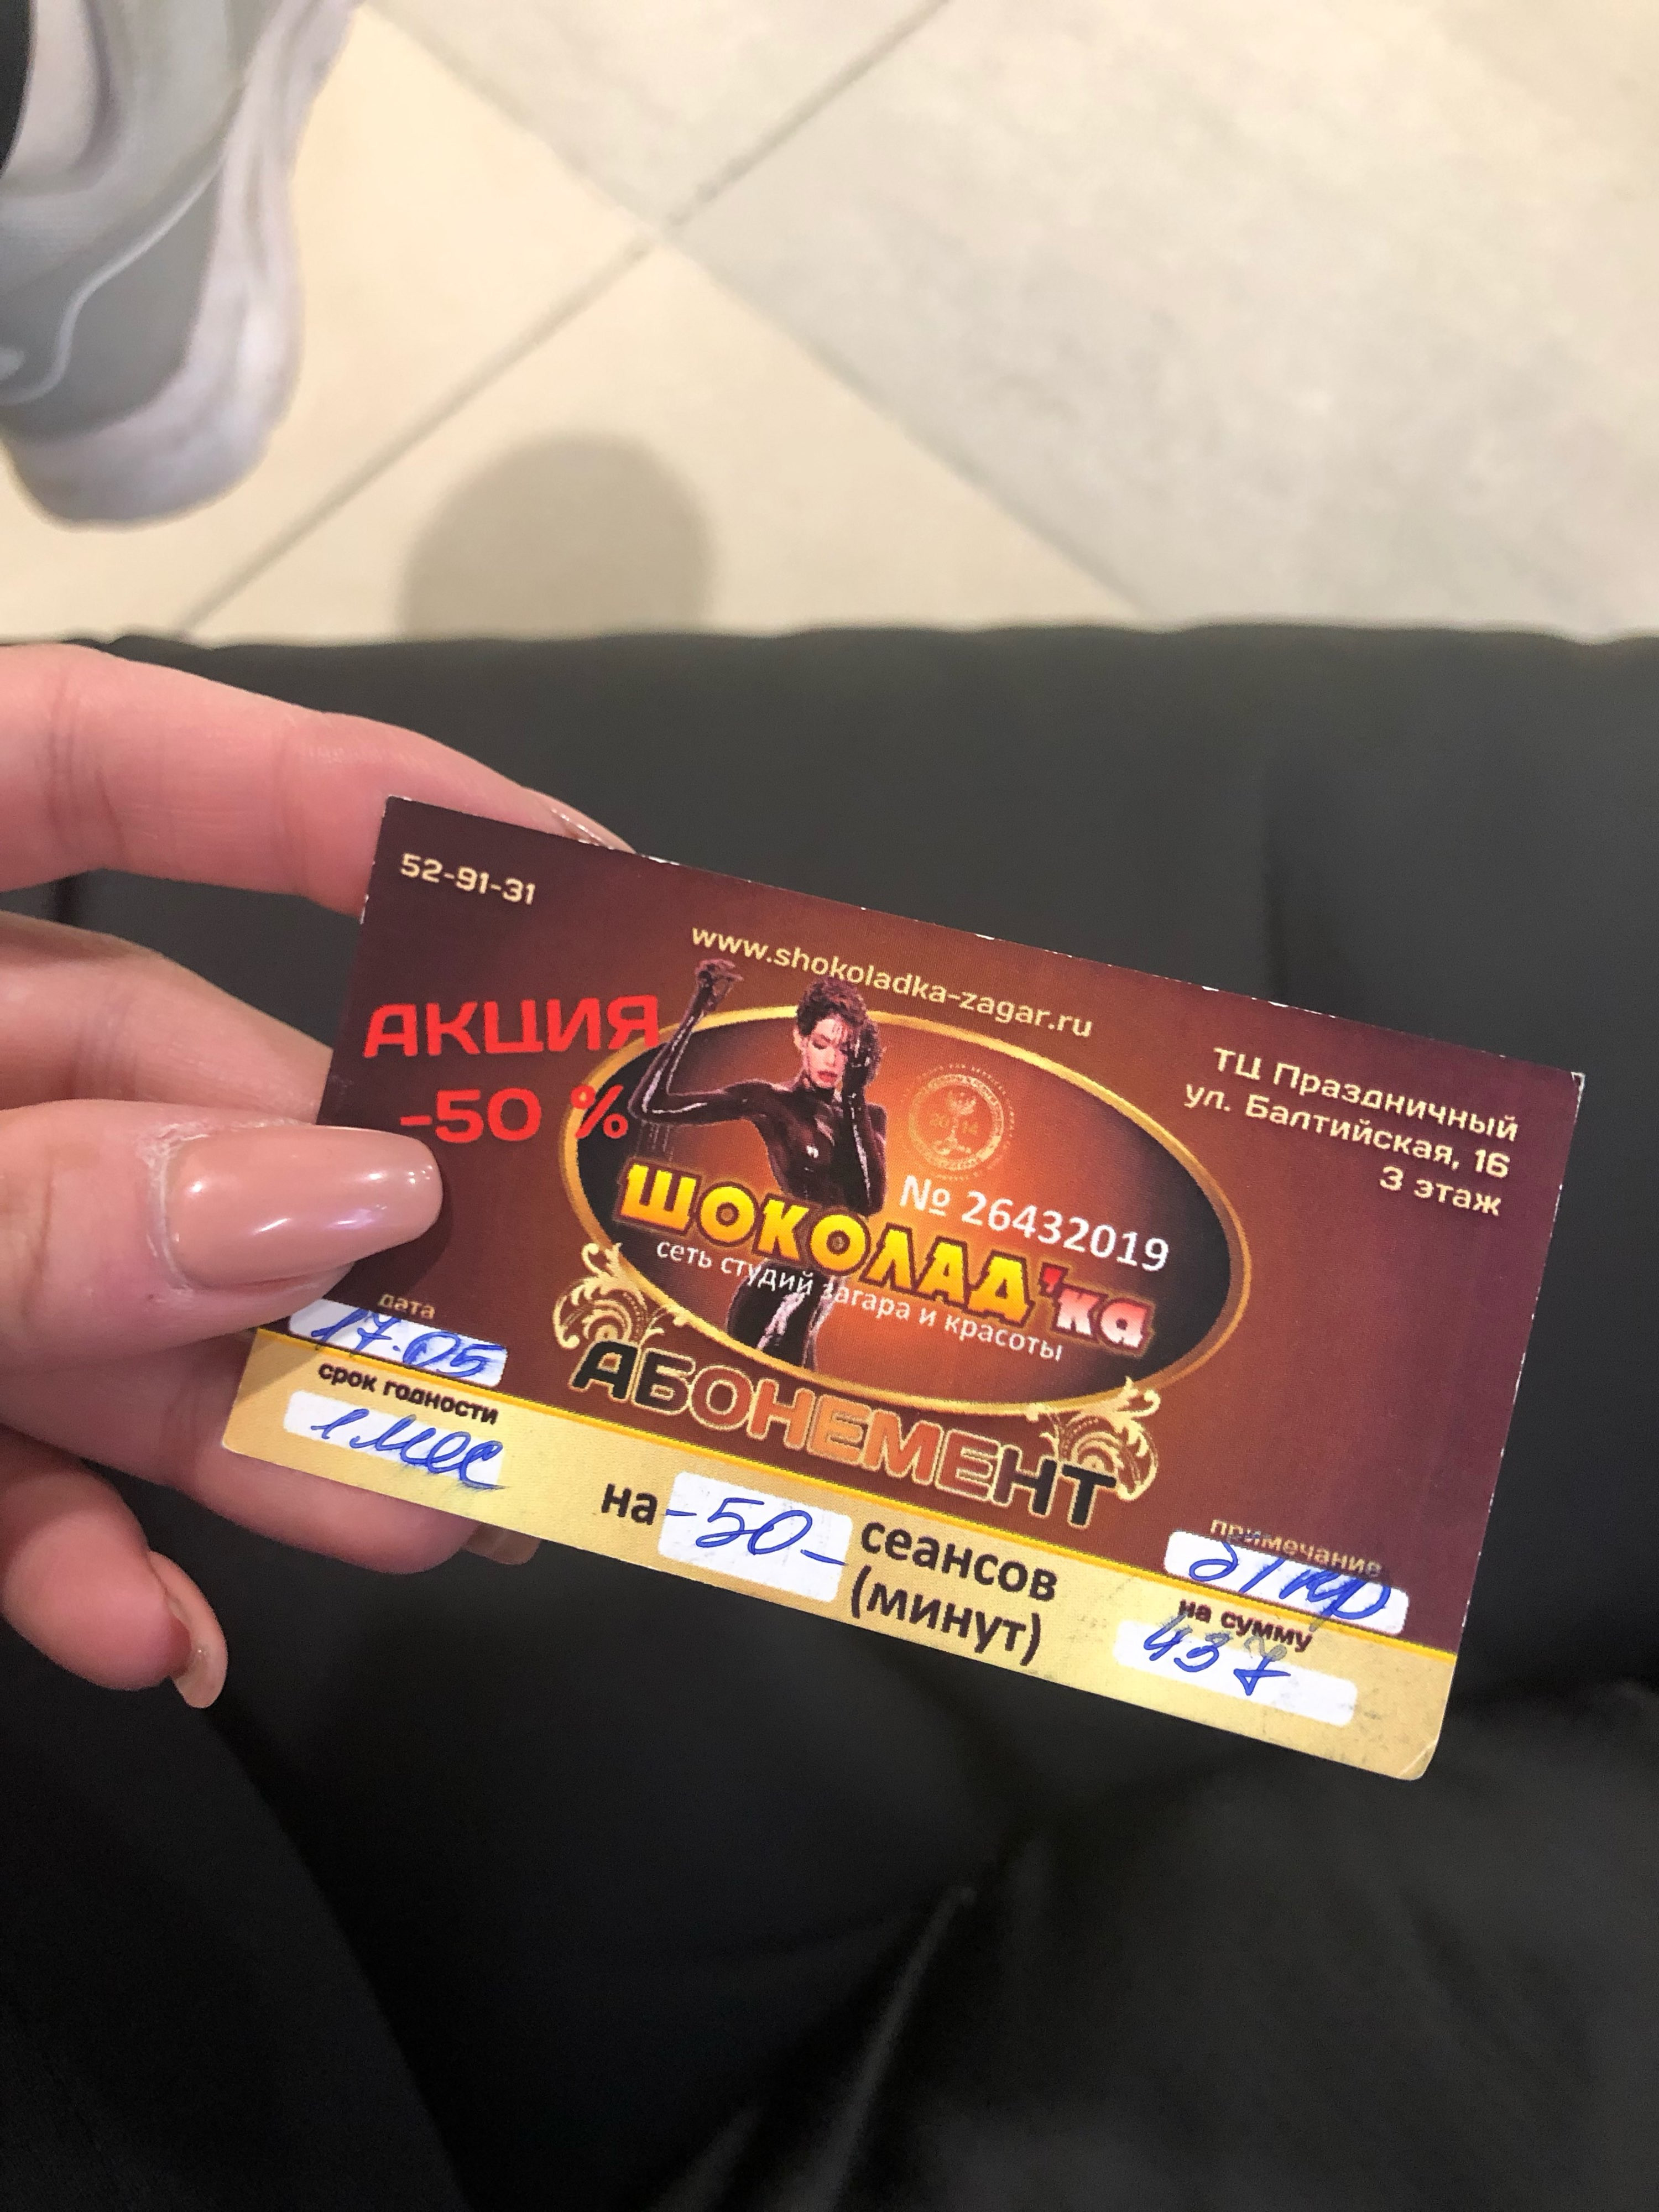 52-91-31
www.shokoladka-zagar.ru
АКЦИЯ
-50 %
ТЦ Праздничный
ул. Балтийская, 16
3 этаж
2014
№ 26432019
ШОКОЛАД'ка
сеть студий загара и красоты
АБОНЕМЕНТ
дата
17.05
срок годности
1 мес
на -50- сеансов
(минут)
примечание
на сумму
437